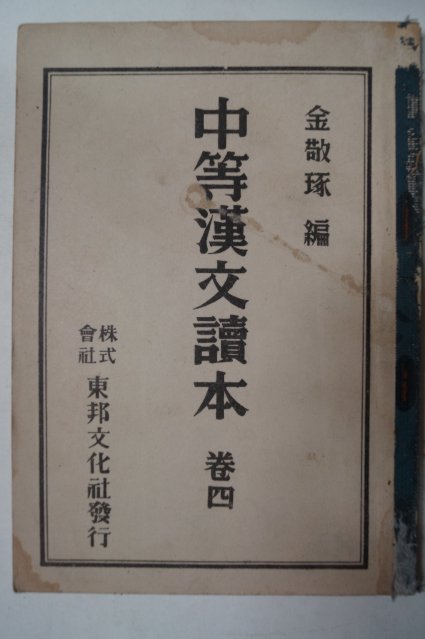 金敬琢 編
中等漢文讀本 卷四
株式會社 東邦文化社發行